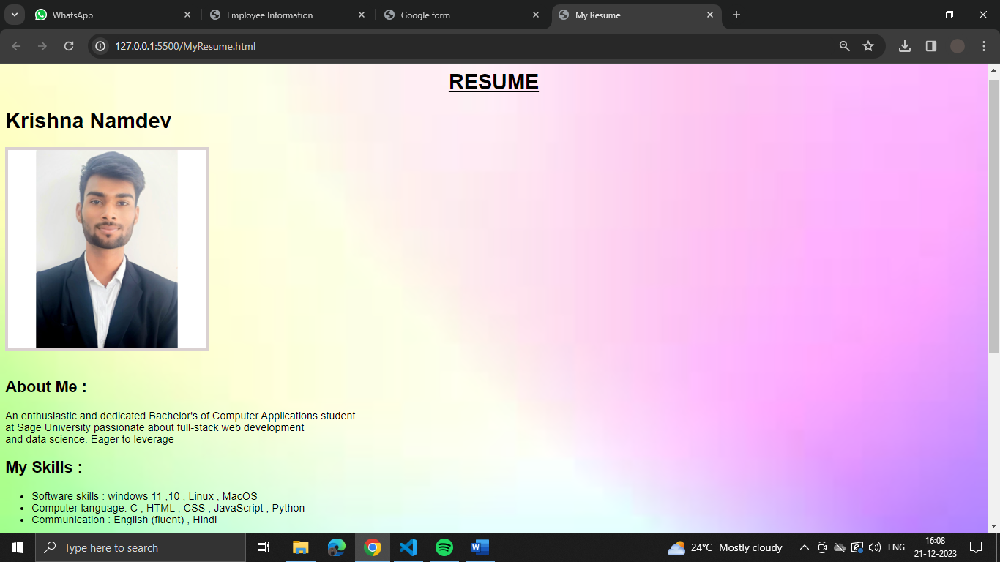 WhatsApp
Employee Information
Google form
My Resume
127.0.0.1:5500/MyResume.html
RESUME
Krishna Namdev
About Me :
An enthusiastic and dedicated Bachelor's of Computer Applications student
at Sage University passionate about full-stack web development
and data science. Eager to leverage
My Skills :
• Software skills : windows 11 ,10 , Linux , MacOS
• Computer language: C , HTML , CSS , JavaScript , Python
• Communication : English (fluent) , Hindi
Type here to search
24°C Mostly cloudy
ENG
16:08
21-12-2023